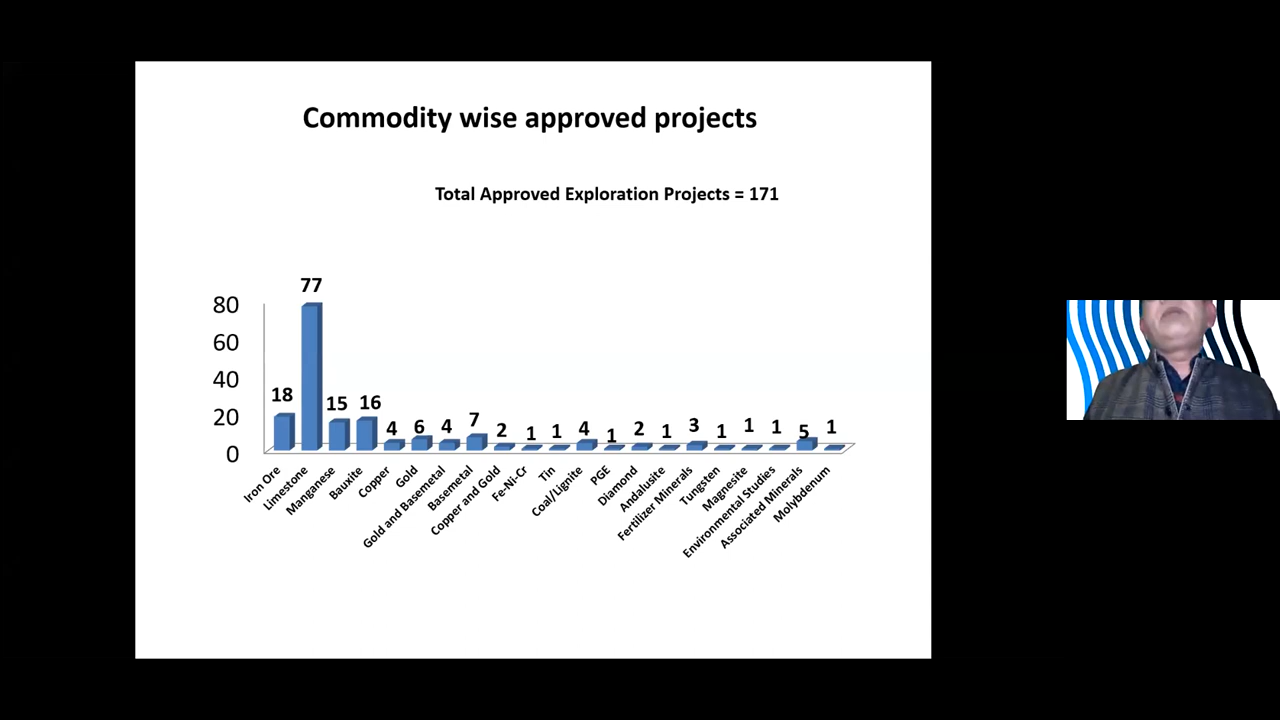 Commodity wise approved projects
Total Approved Exploration Projects = 171
80
60
40
20
0
18
77
15
16
4
6
4
7
2
1
1
4
1
2
1
3
1
1
1
5
1
Iron Ore
Limestone
Manganese
Bauxite
Copper
Gold
Gold and Basemetal
Basemetal
Copper and Gold
Fe-Ni-Cr
Tin
Coal/Lignite
PGE
Diamond
Andalusite
Fertilizer Minerals
Tungsten
Magnesite
Environmental Studies
Associated Minerals
Molybdenum